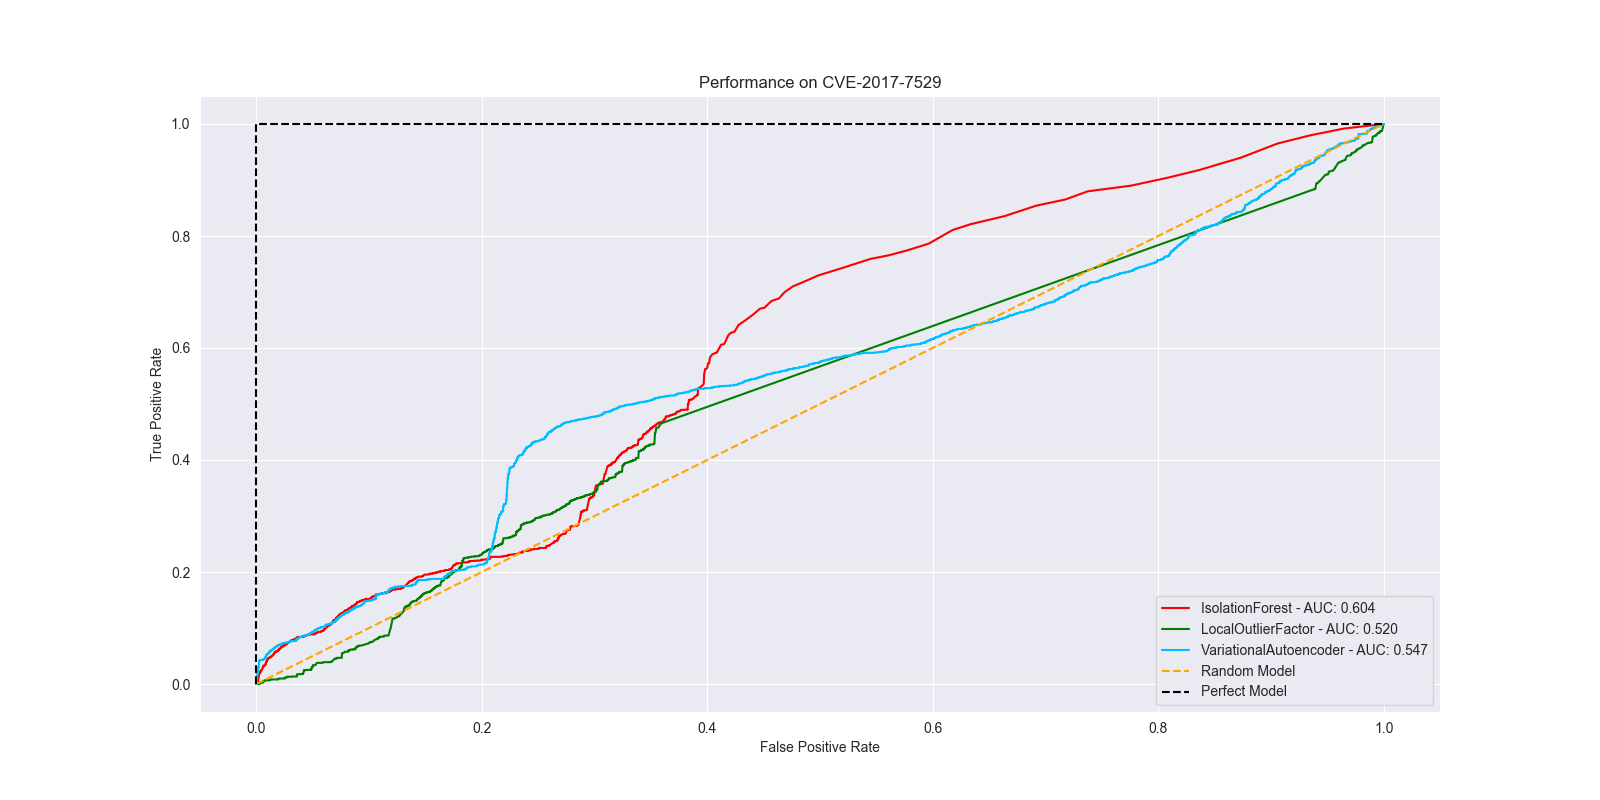 Performance on CVE-2017-7529
True Positive Rate
1.0
0.8
0.6
0.4
0.2
0.0
IsolationForest - AUC: 0.604
LocalOutlierFactor - AUC: 0.520
VariationalAutoencoder - AUC: 0.547
Random Model
Perfect Model
0.0 0.2 0.4 0.6 0.8 1.0
False Positive Rate